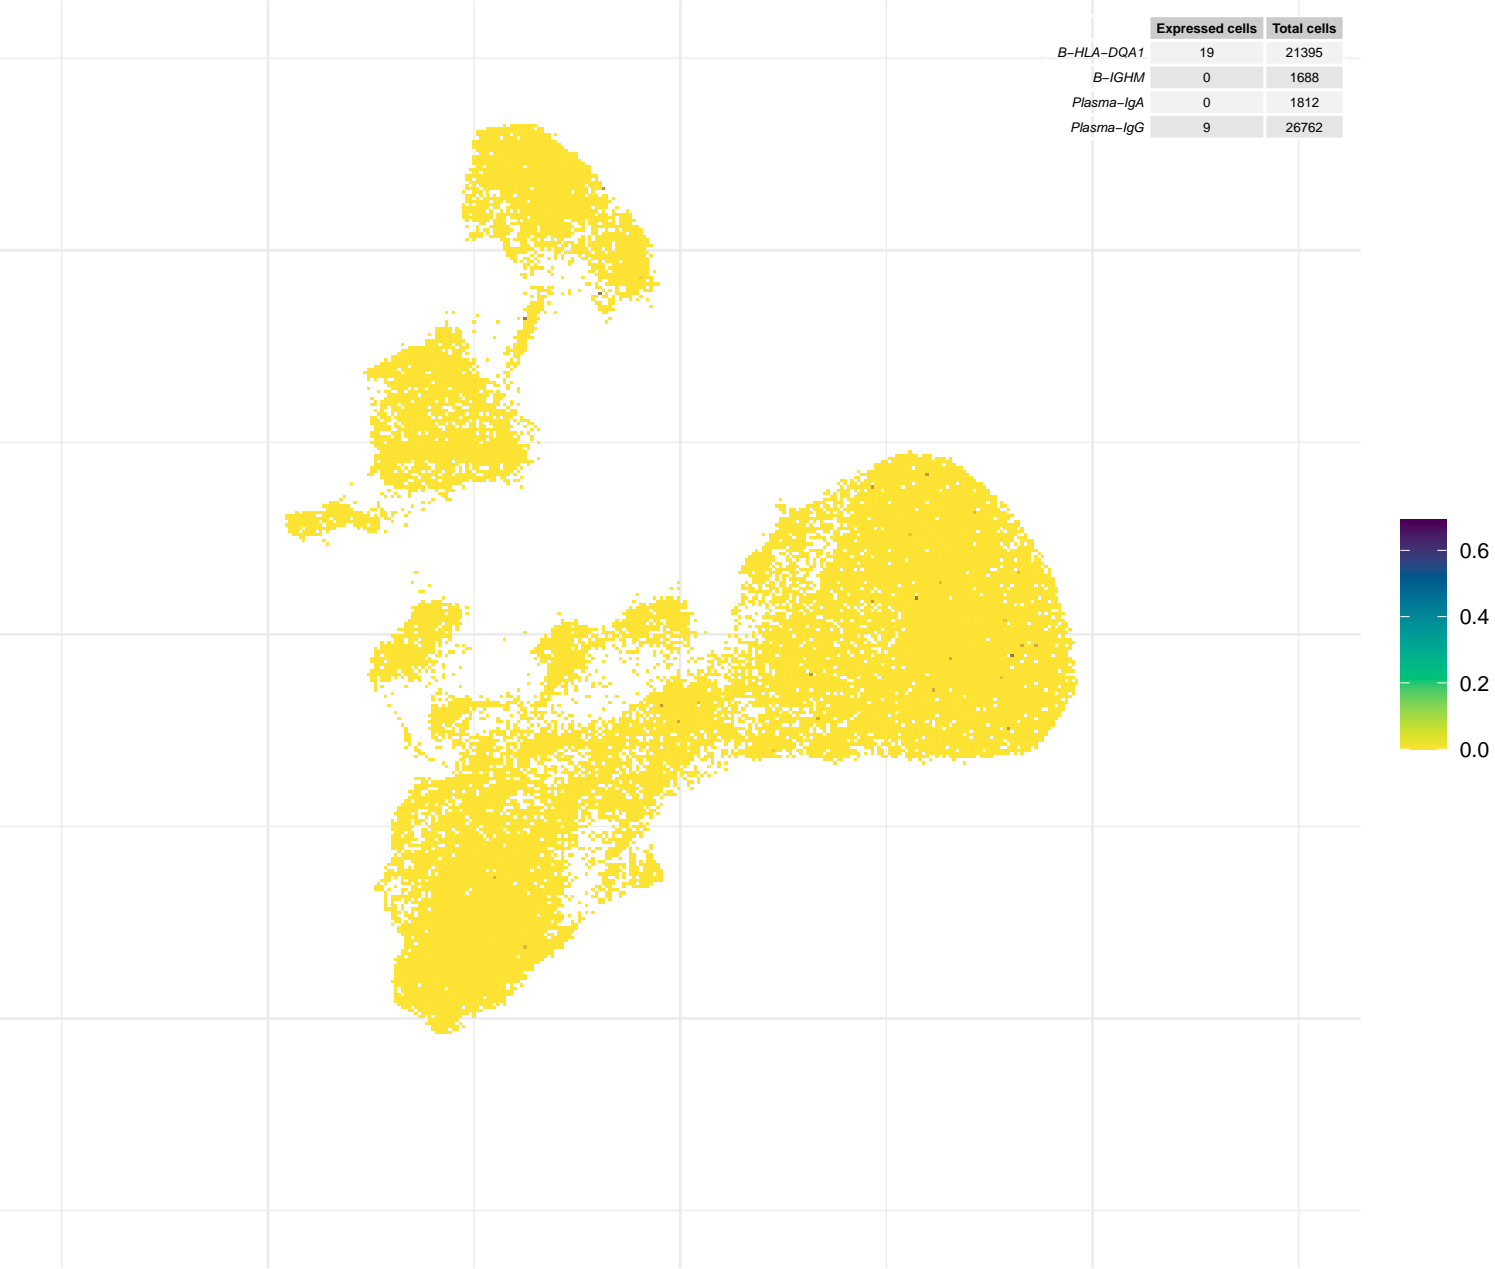 Expressed cells Total cells
B−HLA−DQA1 19 21395
B−IGHM 0 1688
Plasma−IgA 0 1812
Plasma−IgG 9 26762
0.6
0.4
0.2
0.0